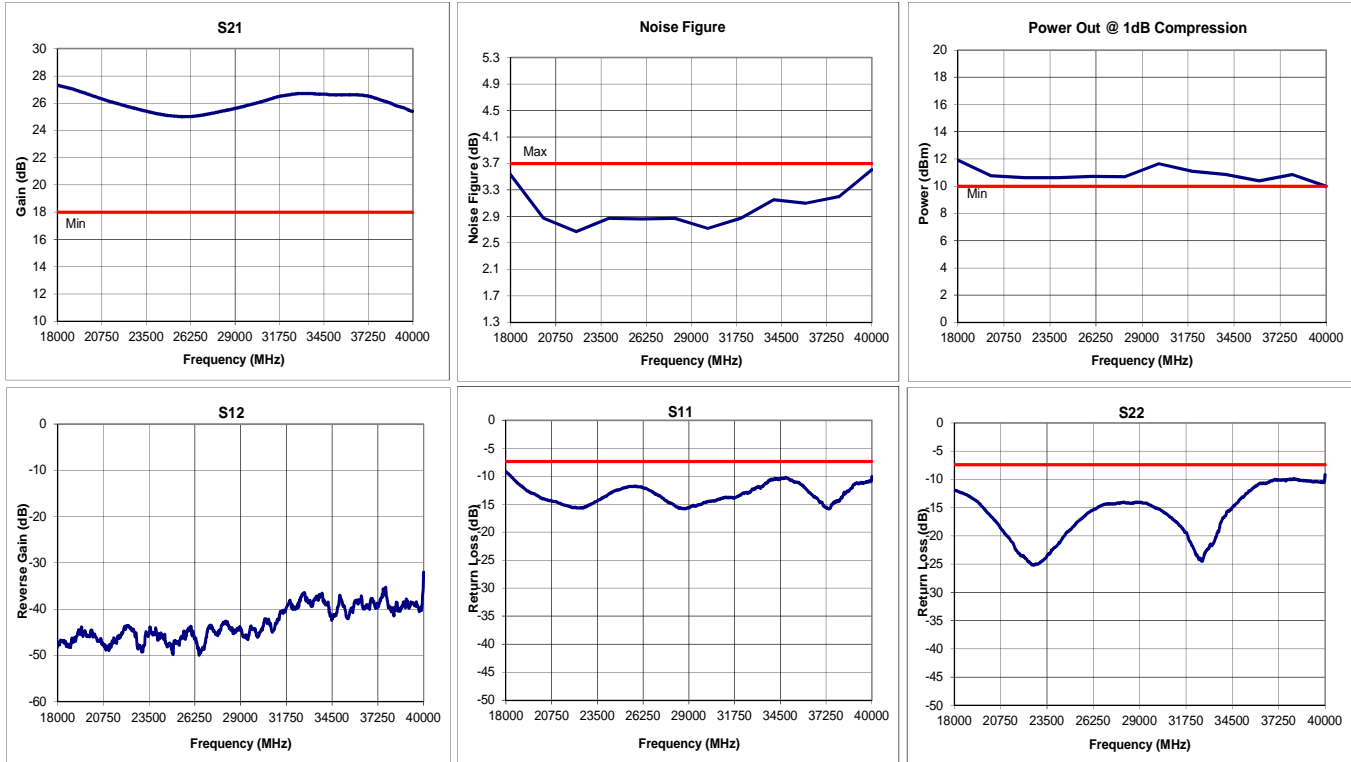 S21
30
28
26
24
22
20
18
16
14
12
10
Gain (dB)
Min
18000 20750 23500 26250 29000 31750 34500 37250 40000
Frequency (MHz)
Noise Figure
5.3
4.9
4.5
4.1
3.7
3.3
2.9
2.5
2.1
1.7
1.3
Noise Figure (dB)
Max
18000 20750 23500 26250 29000 31750 34500 37250 40000
Frequency (MHz)
Power Out @ 1dB Compression
20
18
16
14
12
10
8
6
4
2
0
Power (dBm)
Min
18000 20750 23500 26250 29000 31750 34500 37250 40000
Frequency (MHz)
S12
0
-10
-20
-30
-40
-50
-60
Reverse Gain (dB)
18000 20750 23500 26250 29000 31750 34500 37250 40000
Frequency (MHz)
S11
0
-5
-10
-15
-20
-25
-30
-35
-40
-45
-50
Return Loss (dB)
18000 20750 23500 26250 29000 31750 34500 37250 40000
Frequency (MHz)
S22
0
-5
-10
-15
-20
-25
-30
-35
-40
-45
-50
Return Loss (dB)
18000 20750 23500 26250 29000 31750 34500 37250 40000
Frequency (MHz)